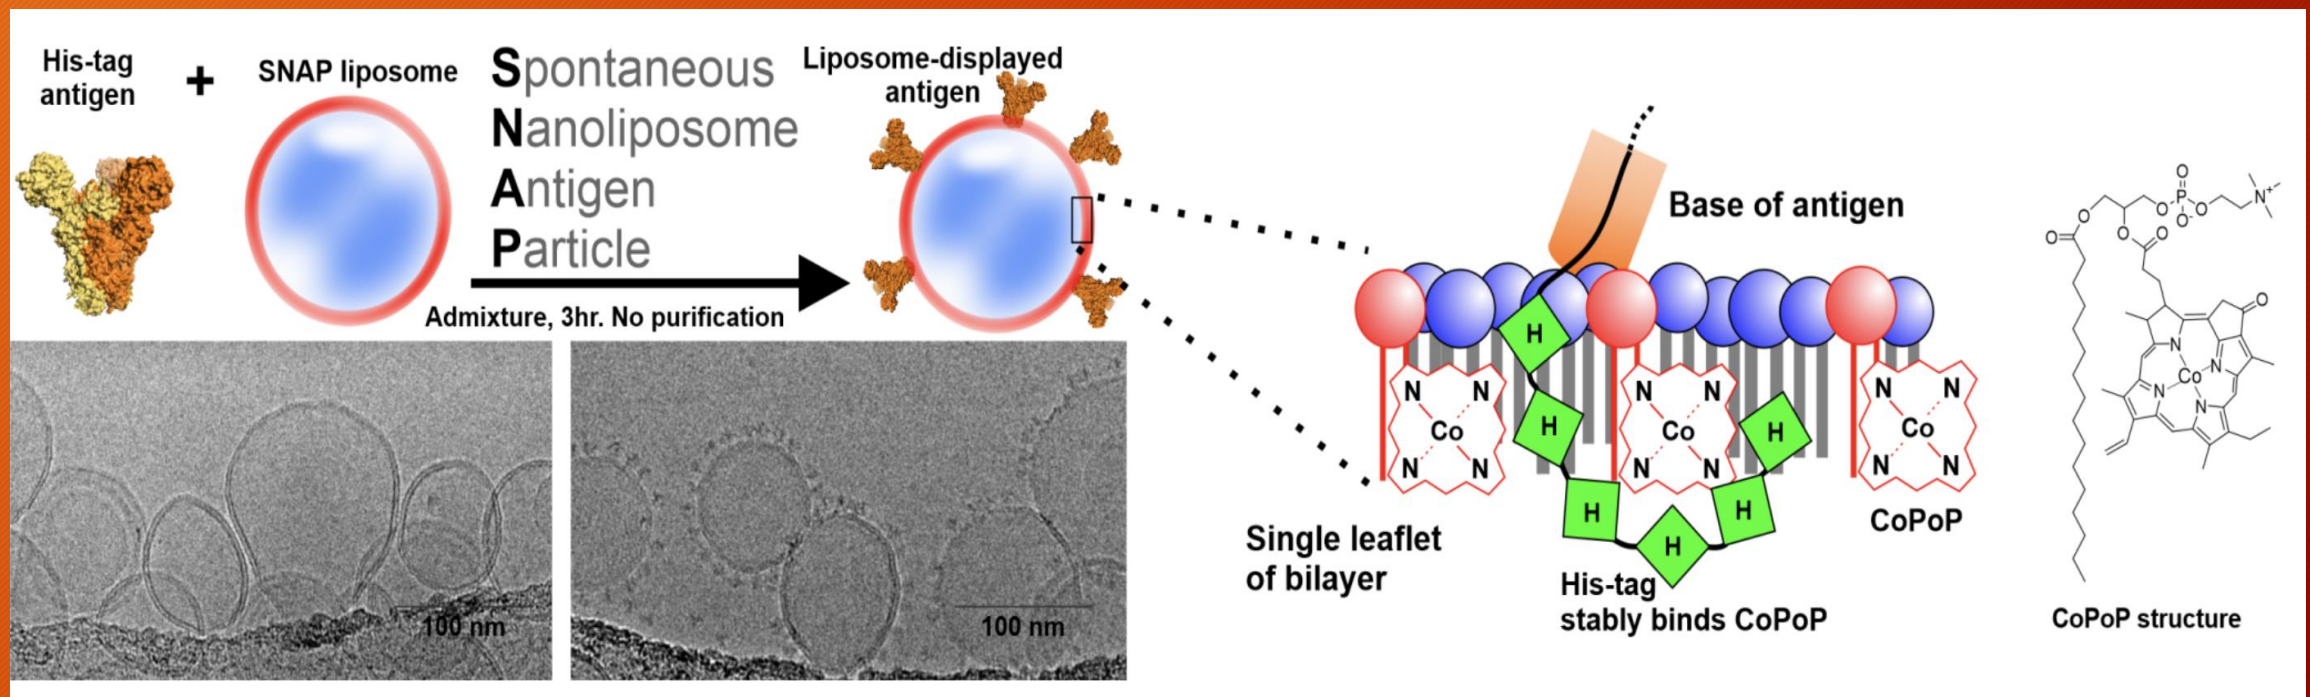 His-tag
antigen
+
SNAP liposome
Spontaneous
Nanoliposome
Antigen
Particle
Admixture, 3hr. No purification
Liposome-displayed
antigen
100 nm
100 nm
Base of antigen
H
H
H
H
H
H
N N
Co
N N
N N
Co
N N
N N
Co
N N
Single leaflet
of bilayer
His-tag
stably binds CoPoP
CoPoP
O
P
O
O
O-
N+
O
O
O
O
O
N
N
Co
N
N
CoPoP structure